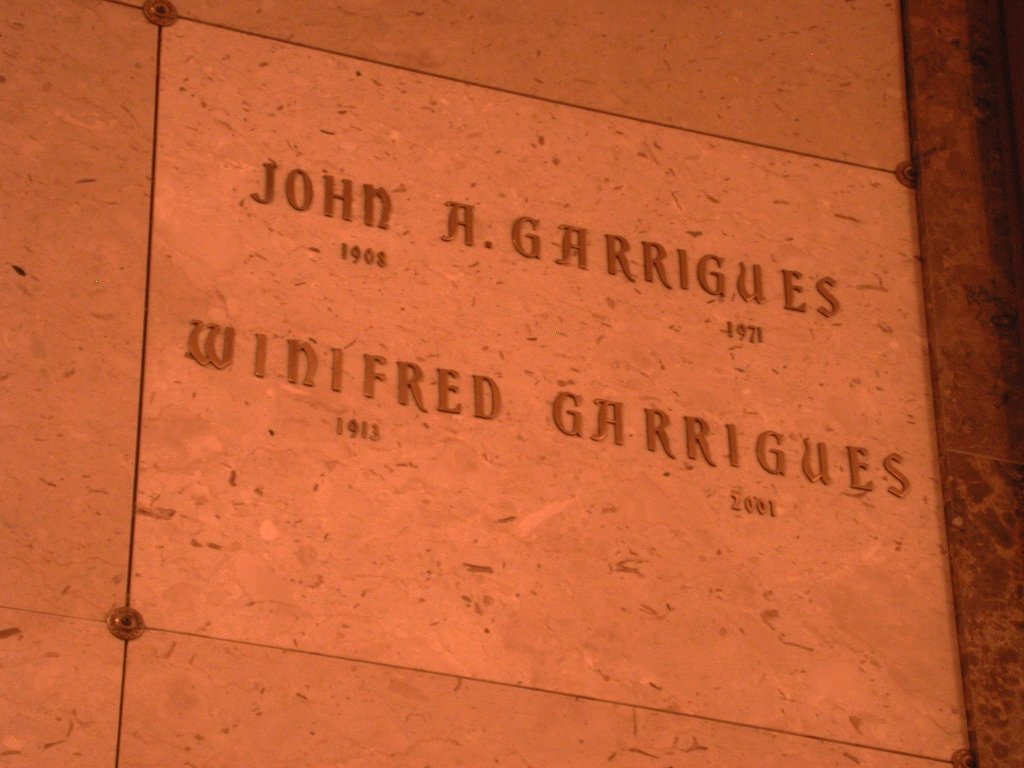 JOHN A. GARRIGUES
1908 1971
WINIFRED GARRIGUES
1913 2001